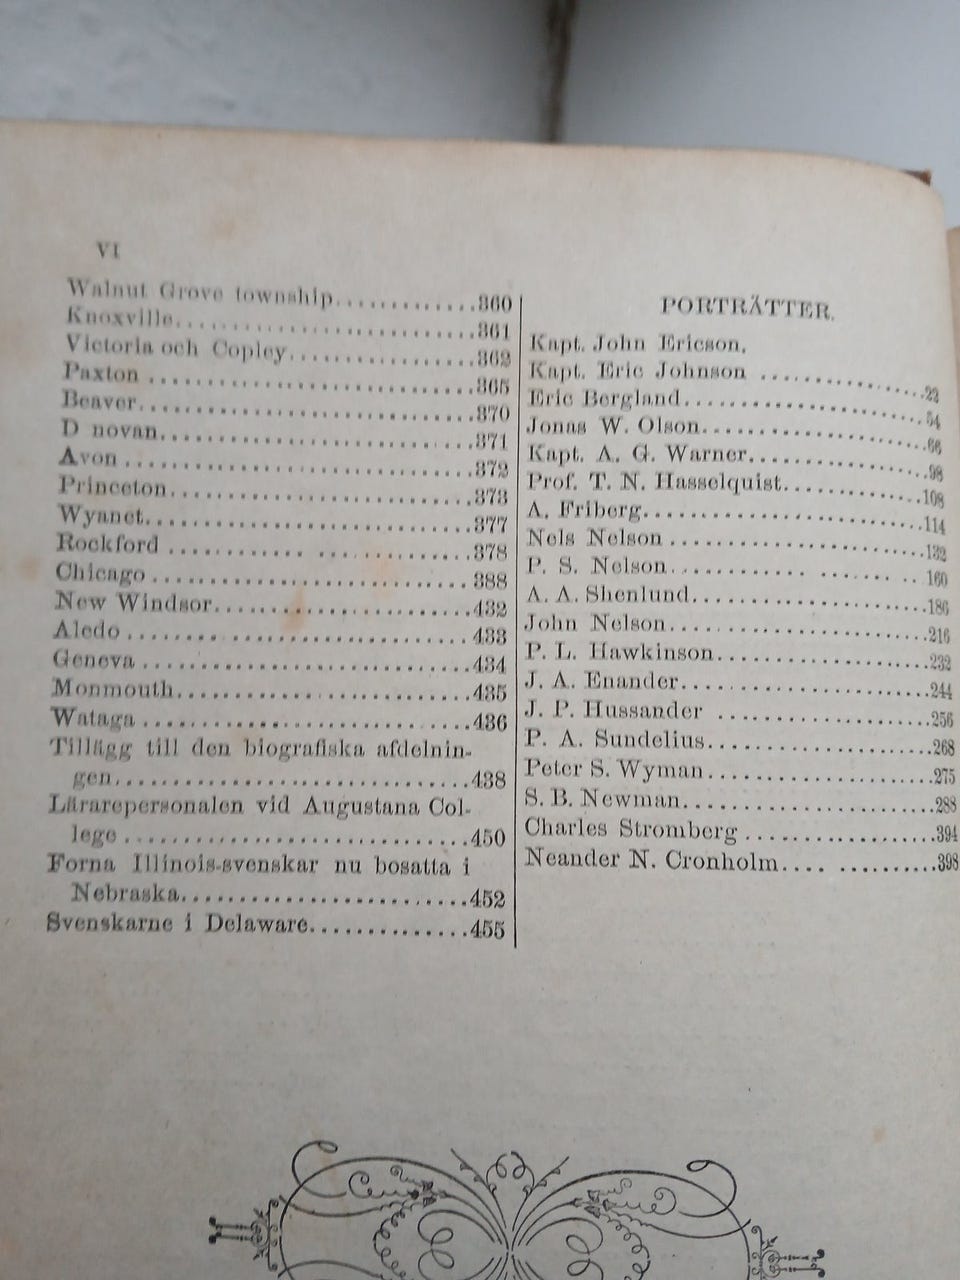 VI
Walnut Grove township.............360
Knoxville.............................361
Victoria och Copley.................362
Paxton ..............................365
Beaver...............................370
D novan..............................371
Avon .................................372
Princeton............................373
Wyanet..............................377
Rockford ........... ................378
Chicago .............................388
New Windsor........................432
Aledo ................................433
Geneva ..............................434
Monmouth...........................435
Wataga ..............................436
Tillägg till den biografiska afdelnin-
gen.................................438
Lärarepersonalen vid Augustana Col-
lege ................................450
Forna Illinois-svenskar nu bosatta i
Nebraska..........................452
Svenskarne i Delaware..............455
PORTRÄTTER.
Kapt. John Ericson,
Kapt. Eric Johnson ..................22
Eric Bergland.........................54
Jonas W. Olson.......................66
Kapt. A. G. Warner..................98
Prof. T. N. Hasselquist..............108
A. Friberg...........................114
Nels Nelson .........................132
P. S. Nelson............ ....... .. 160
A. A. Shenlund......................186
John Nelson.........................216
P. L. Hawkinson....................232
J. A. Enander.......................244
J. P. Hussander ....................256
P. A. Sundelius.....................268
Peter S. Wyman....................275
S. B. Newman.......................288
Charles Stromberg .................394
Neander N. Cronholm.... ..........398